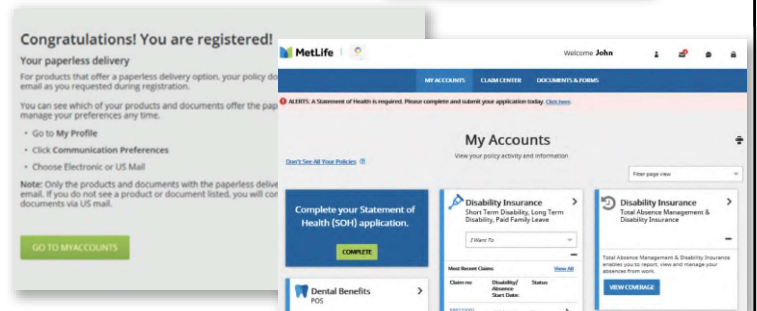 Congratulations! You are registered!
Your paperless delivery
For products that offer a paperless delivery option, your policy do
email as you requested during registration.
You can see which of your products and documents offer the pap
manage your preferences any time.
• Go to My Profile
• Click Communication Preferences
• Choose Electronic or US Mail
Note: Only the products and documents with the paperless delive
email. If you do not see a product or document listed, you will con
documents via US mail.
GO TO MYACCOUNTS
MetLife
Welcome John
MY ACCOUNTS CLAIM CENTER DOCUMENTS & FORMS
ALERTS: A Statement of Health is required. Please complete and submit your application today. Click here.
My Accounts
View your policy activity and information
Don't See All Your Policies
Filter page view
Complete your Statement of
Health (SOH) application.
COMPLETE
Dental Benefits
POS
Disability Insurance
Short Term Disability, Long Term
Disability, Paid Family
Leave
I Want To
Most Recent Claims View All
Claim no Disability/ Status
Absence
Start Date:
Disability Insurance
Total Absence Management &
Disability Insurance
Total Absence Management & Disability Insurance
enables you to report, view and manage your
absences from work.
VIEW COVERAGE